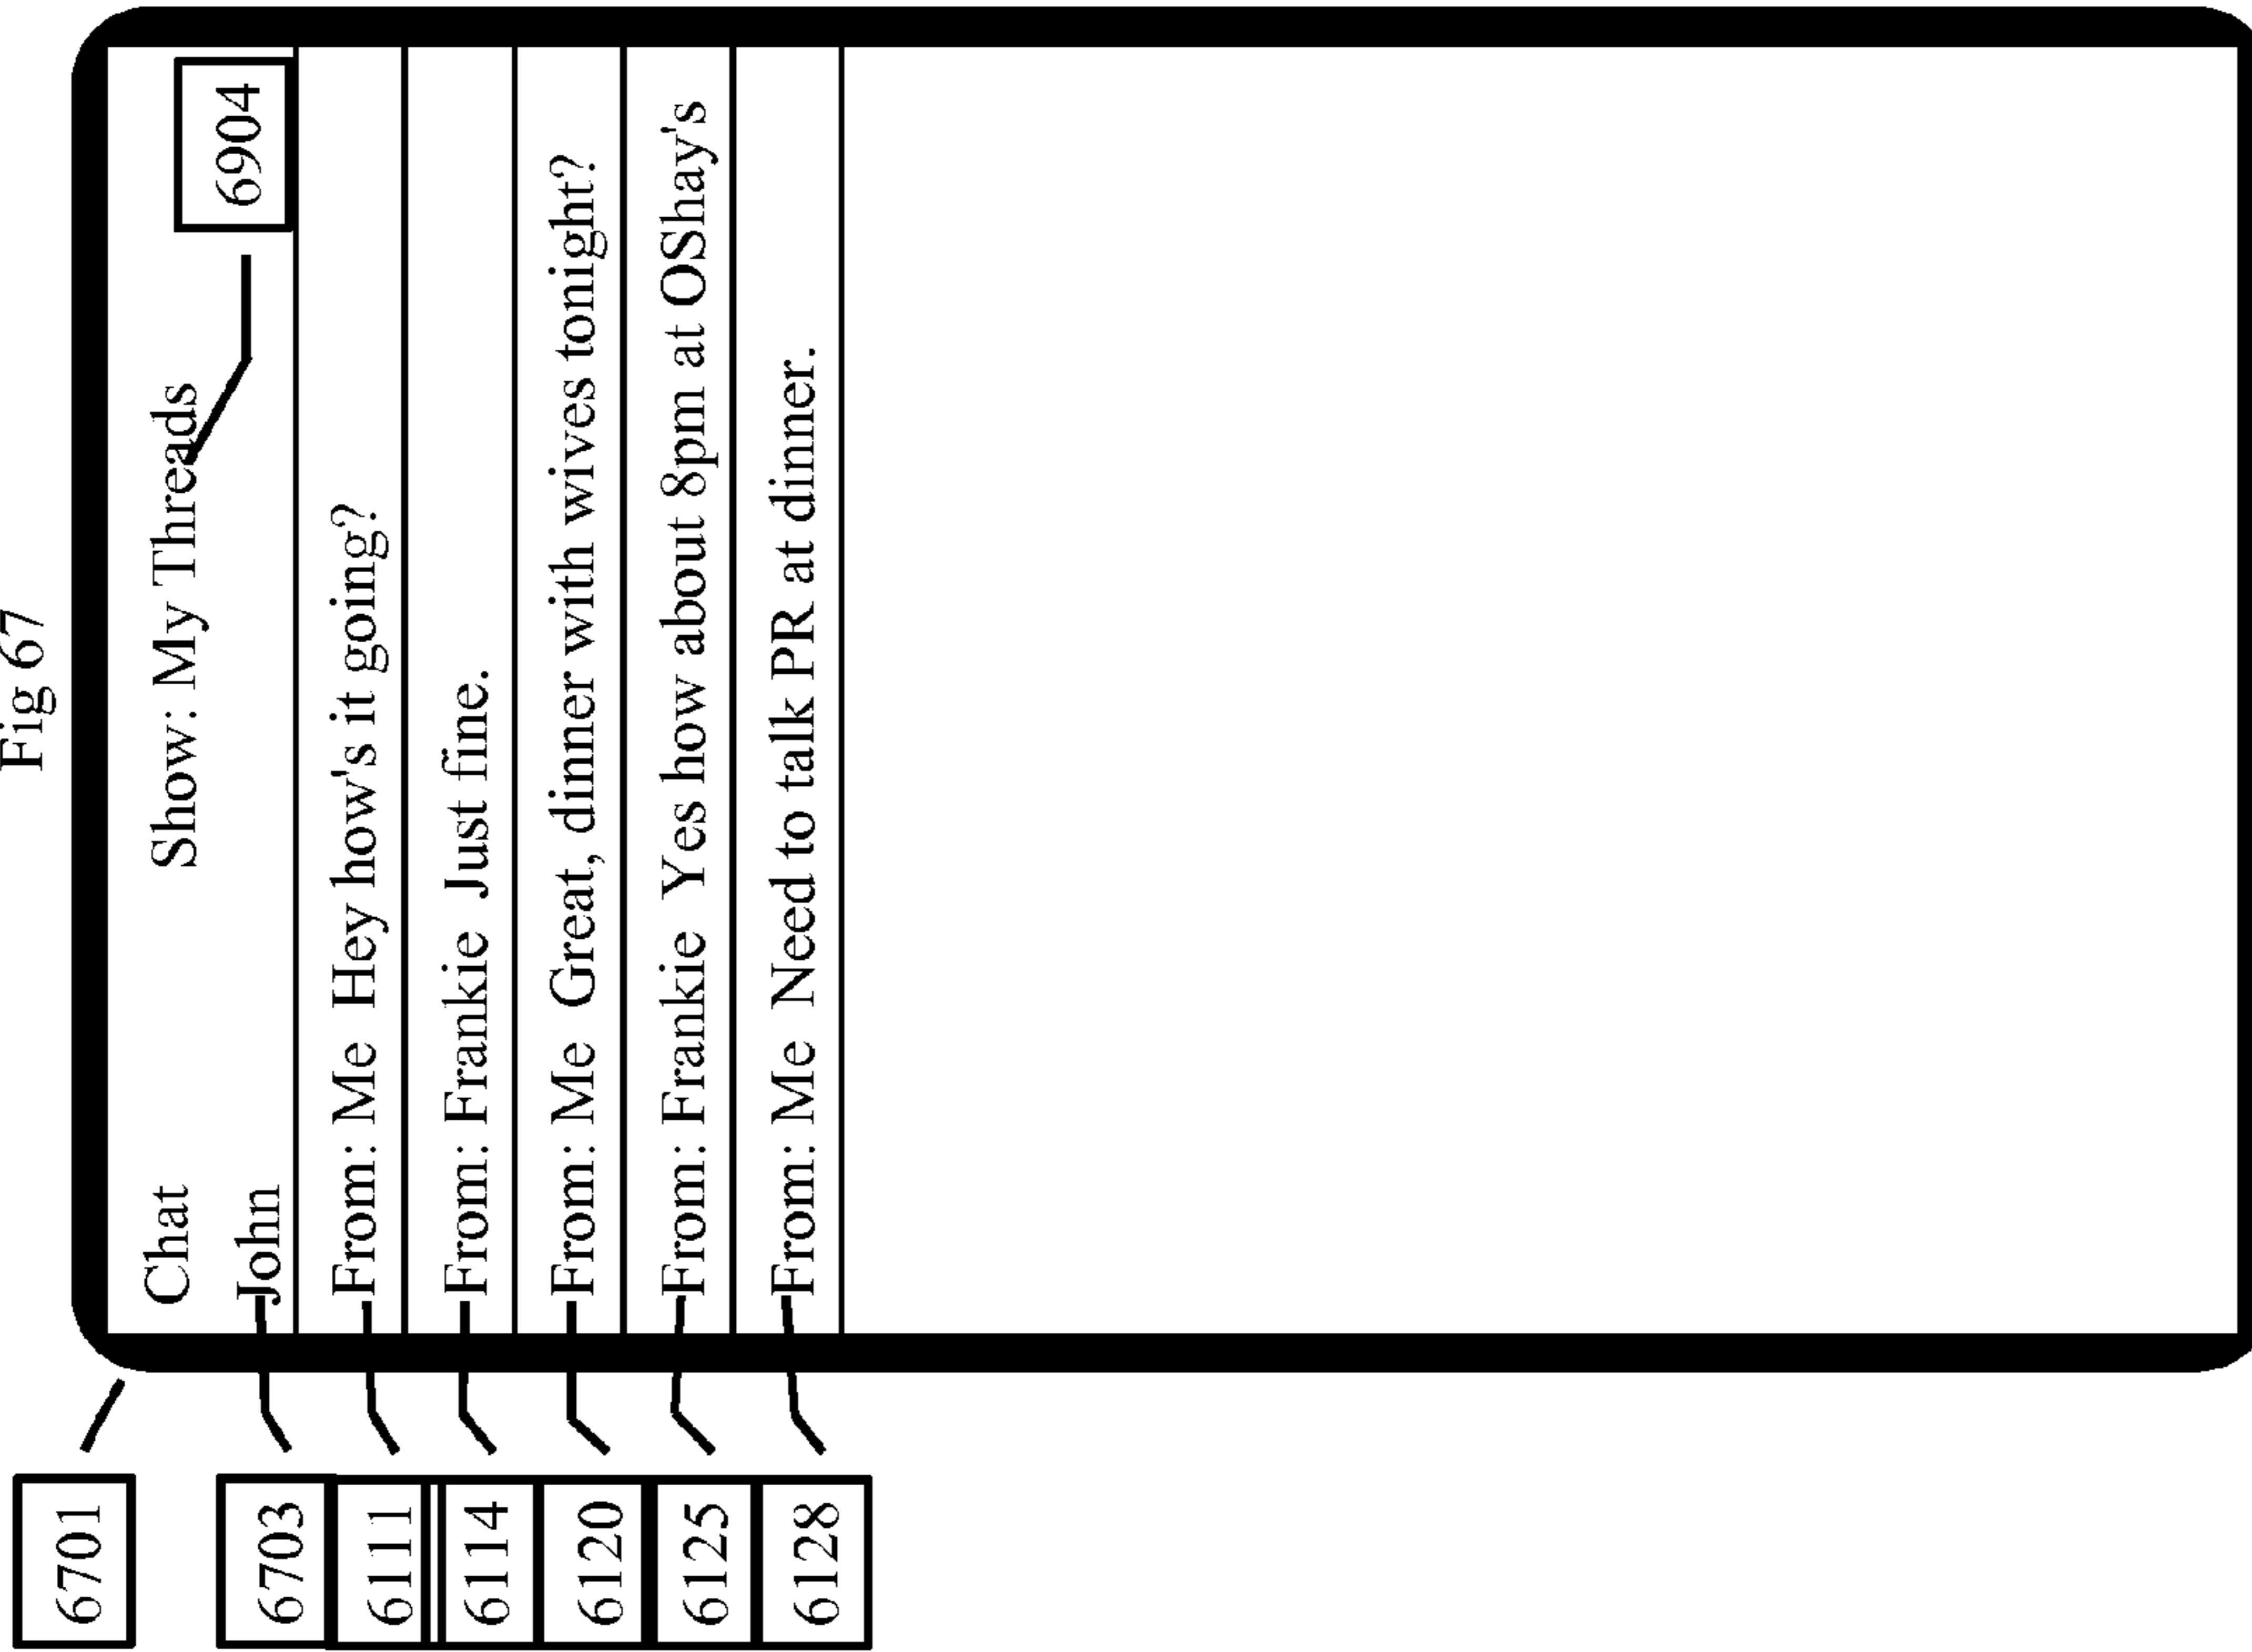 Fig.67
6701
Chat Show: My Threads
6904
6703 John
6111 From: Me Hey how's it going?
6114 From: Frankie Just fine.
6120 From: Me Great, dinner with wives tonight?
6125 From: Frankie Yes how about 8pm at OShay's
6128 From: Me Need to talk PR at dinner.